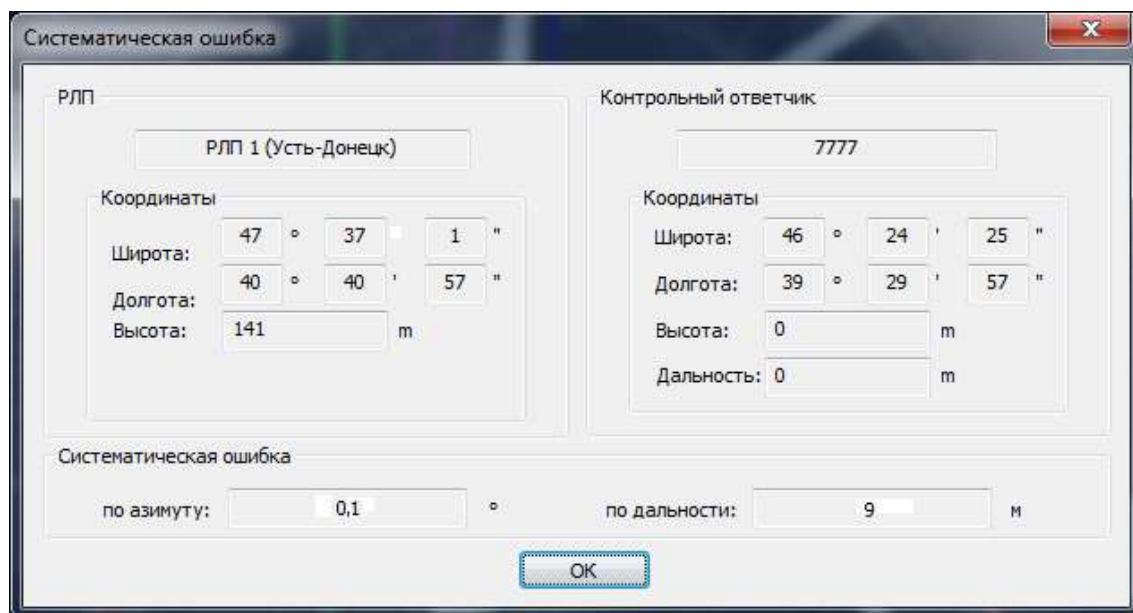 Систематическая ошибка
РЛП
РЛП 1 (Усть-Донецк)
Координаты
Широта: 47 ° 37 1 "
Долгота: 40 ° 40 ' 57 "
Высота: 141 m
Контрольный ответчик
7777
Координаты
Широта: 46 ° 24 ' 25 "
Долгота: 39 ° 29 ' 57 "
Высота: 0 m
Дальность: 0 m
Систематическая ошибка
по азимуту: 0,1 ° по дальности: 9 м
OK